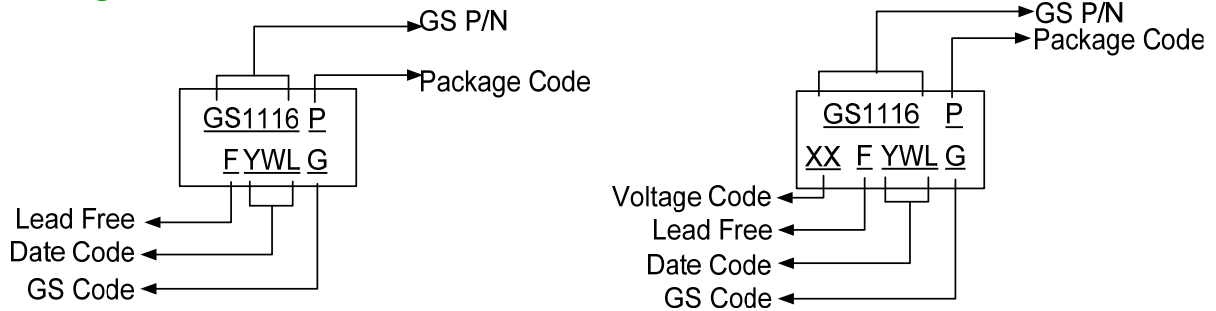 GS P/N
Package Code
GS1116 P
F YWL G
Lead Free
Date Code
GS Code
GS P/N
Package Code
GS1116 P
XX F YWL G
Voltage Code
Lead Free
Date Code
GS Code